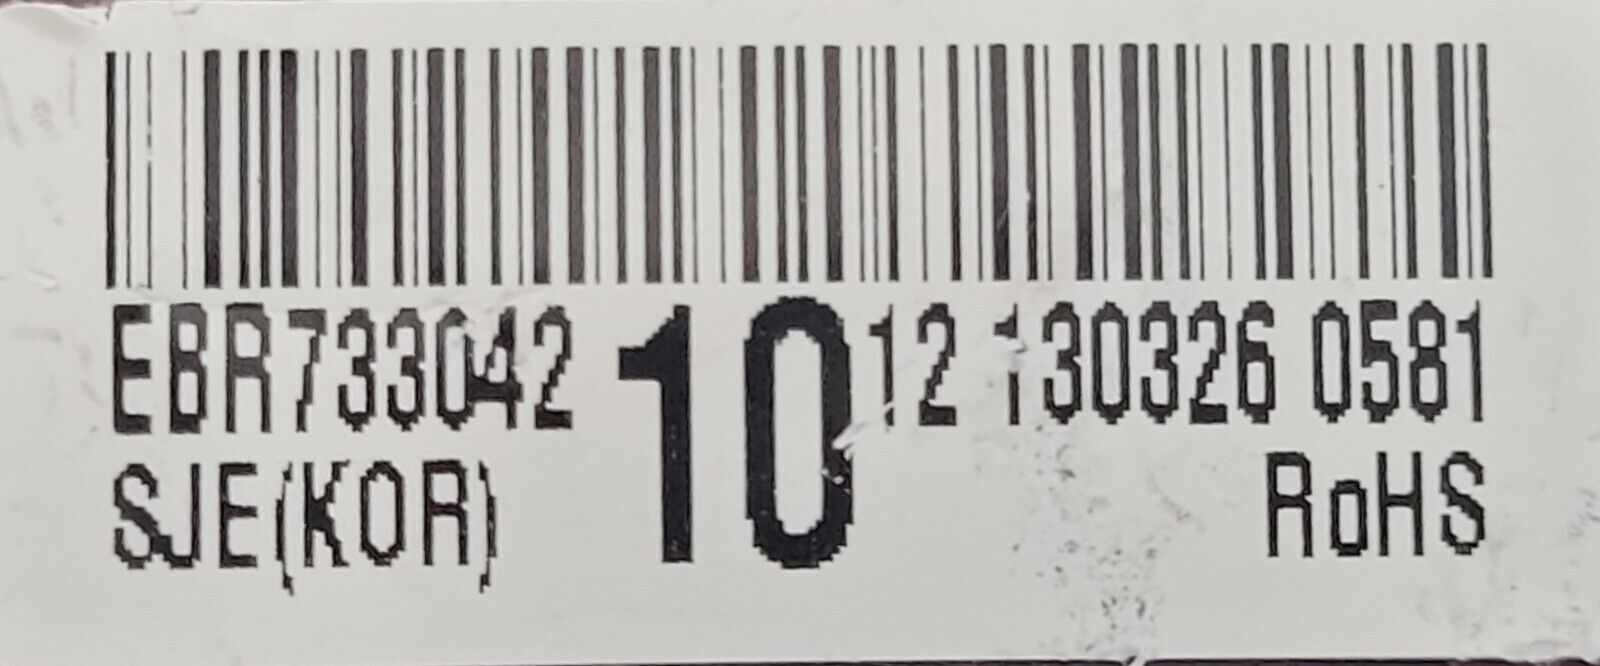 EBR733042 10 12 130326 0581
SJE(KOR) RoHS